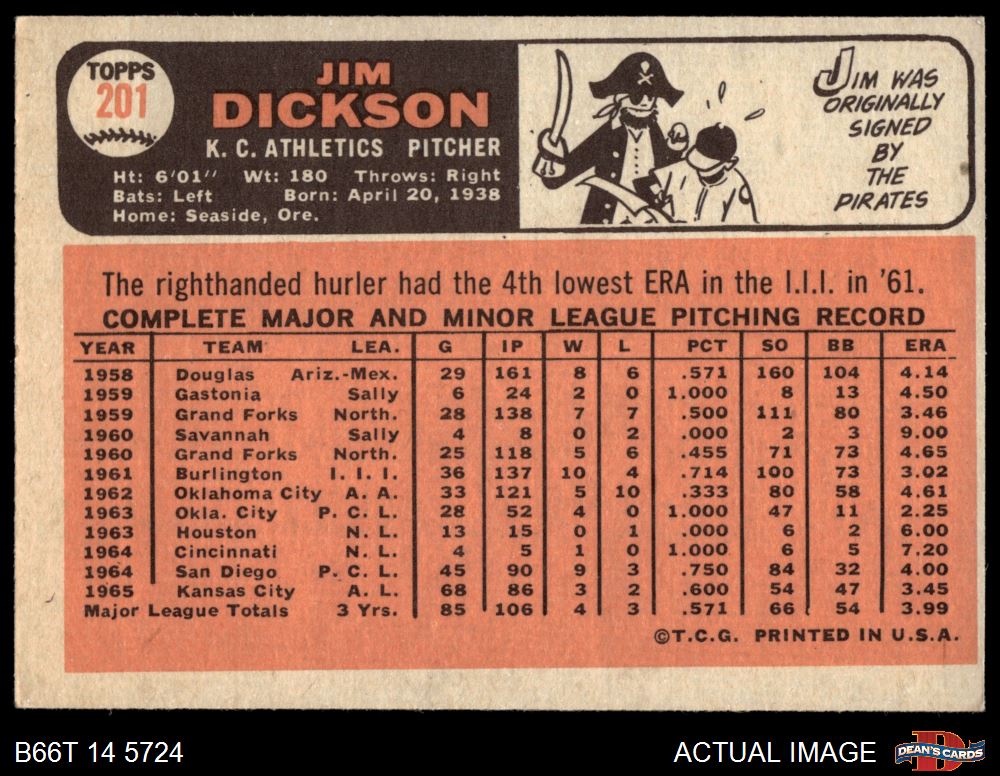 TOPPS
201
JIM
DICKSON
K. C. ATHLETICS PITCHER
Ht: 6'01" Wt: 180 Throws: Right
Bats: Left Born: April 20, 1938
Home: Seaside, Ore.
JIM WAS
ORIGINALLY
SIGNED
BY
THE
PIRATES
The righthanded hurler had the 4th lowest ERA in the I.I.I. in '61.
COMPLETE MAJOR AND MINOR LEAGUE PITCHING RECORD
YEAR TEAM LEA. G IP W L PCT SO BB ERA
1958 Douglas Ariz.-Mex. 29 161 8 6 .571 160 104 4.14
1959 Gastonia Sally 6 24 2 0 1.000 8 13 4.50
1959 Grand Forks North. 28 138 7 7 .500 111 80 3.46
1960 Savannah Sally 4 8 0 2 .000 2 3 9.00
1960 Grand Forks North. 25 118 5 6 .455 71 73 4.65
1961 Burlington I. I. I. 36 137 10 4 .714 100 73 3.02
1962 Oklahoma City A. A. 33 121 5 10 .333 80 58 4.61
1963 Okla. City P. C. L. 28 52 4 0 1.000 47 11 2.25
1963 Houston N. L. 13 15 0 1 .000 6 2 6.00
1964 Cincinnati N. L. 4 5 1 0 1.000 6 5 7.20
1964 San Diego P. C. L. 45 90 9 3 .750 84 32 4.00
1965 Kansas City A. L. 68 86 3 2 .600 54 47 3.45
Major League Totals 3 Yrs. 85 106 4 3 .571 66 54 3.99
©T.C.G. PRINTED IN U.S.A.
B66T 14 5724
ACTUAL IMAGE
DEAN'S CARDS